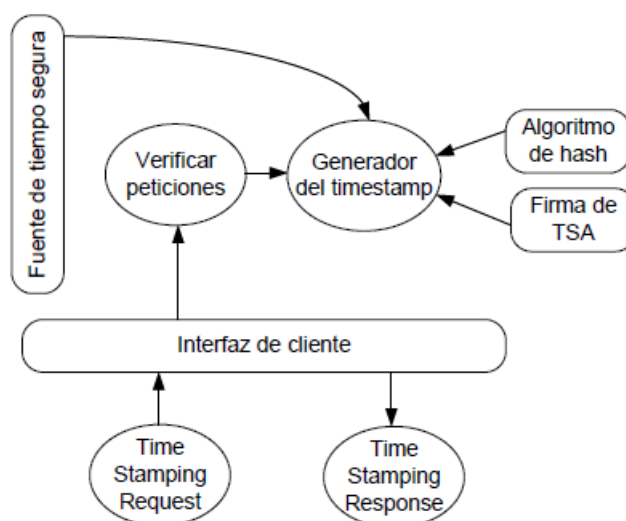 Fuente de tiempo segura
Verificar
peticiones
Generador
del timestamp
Algoritmo
de hash
Firma de
TSA
Interfaz de cliente
Time
Stamping
Request
Time
Stamping
Response